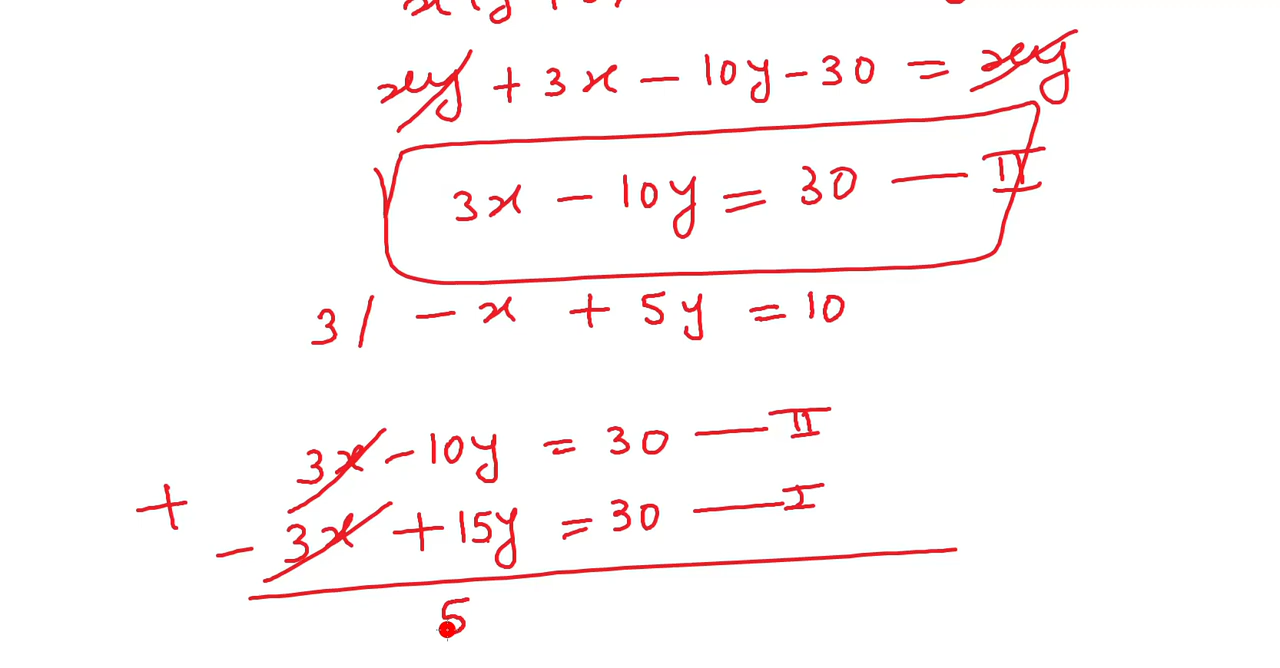 xy + 3x - 10y - 30 = xy
3x - 10y = 30 — II
3/ - x + 5y = 10
3x - 10y = 30 — II
+ - 3x + 15y = 30 — I
5